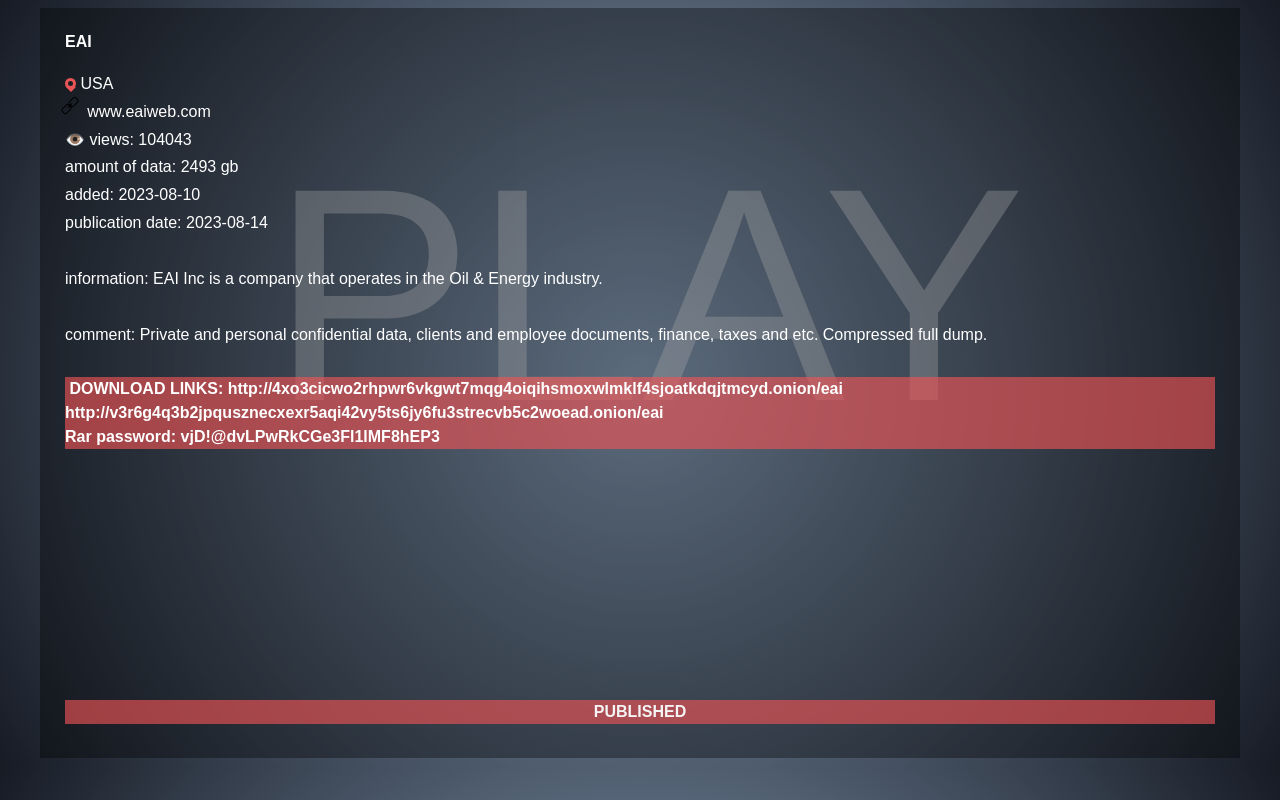 EAI
USA
www.eaiweb.com
views: 104043
amount of data: 2493 gb
added: 2023-08-10
publication date: 2023-08-14
PLAY
information: EAI Inc is a company that operates in the Oil & Energy industry.
comment: Private and personal confidential data, clients and employee documents, finance, taxes and etc. Compressed full dump.
DOWNLOAD LINKS: http://4xo3cicwo2rhpwr6vkgwt7mqg4oiqihsmoxwlmklf4sjoatkdqjtmcyd.onion/eai
http://v3r6g4q3b2jpqusznecxexr5aqi42vy5ts6jy6fu3strecvb5c2woead.onion/eai
Rar password:
PUBLISHED